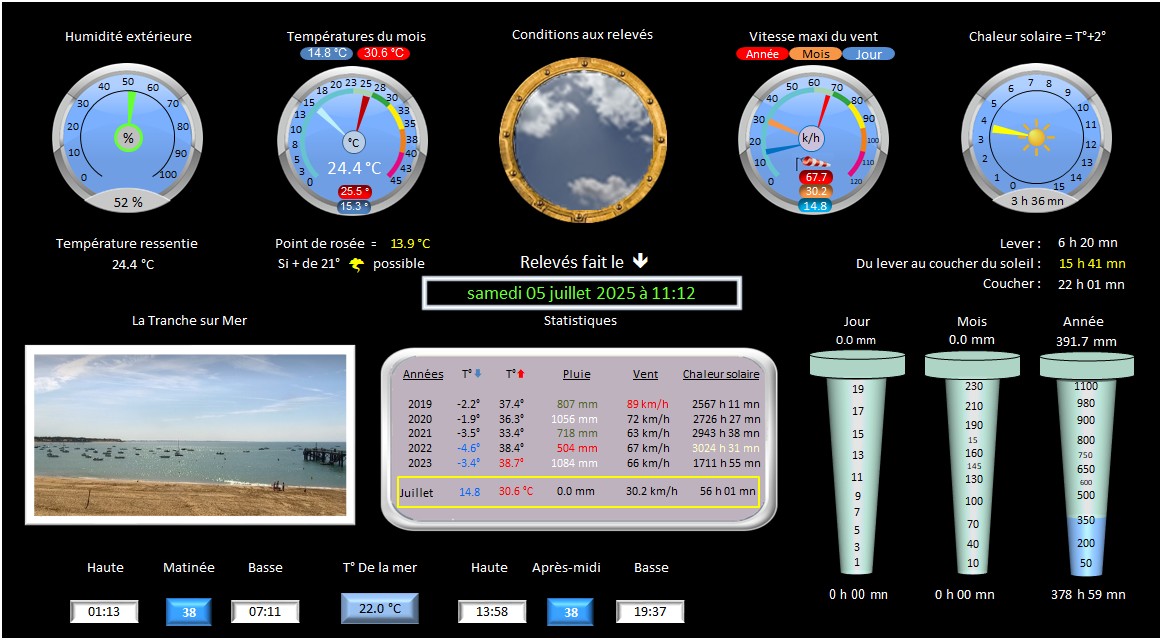 Humidité extérieure
Températures du mois
Conditions aux relevés
Vitesse maxi du vent
Chaleur solaire = T°+2°
14.8 °C 30.6 °C
Année Mois Jour
0 10 20 30 40 50 60 70 80 90 100
%
52 %
0 3 5 8 10 13 15 18 20 23 25 28 30 33 35 38 40 43 45
°C
24.4 °C
25.5 °
15.3 °
0 10 20 30 40 50 60 70 80 90 100 110 120
k/h
67.7
30.2
14.8
0 1 2 3 4 5 6 7 8 9 10 11 12 13 14 15
3 h 36 mn
Température ressentie
24.4 °C
Point de rosée = 13.9 °C
Si + de 21° possible
Relevés fait le
samedi 05 juillet 2025 à 11:12
Lever : 6 h 20 mn
Du lever au coucher du soleil : 15 h 41 mn
Coucher : 22 h 01 mn
La Tranche sur Mer
Statistiques
Années T° T° Pluie Vent Chaleur solaire
2019 -2.2° 37.4° 807 mm 89 km/h 2567 h 11 mn
2020 -1.9° 36.3° 1056 mm 72 km/h 2726 h 27 mn
2021 -3.5° 33.4° 718 mm 63 km/h 2943 h 38 mn
2022 -4.6° 38.4° 504 mm 67 km/h 3024 h 31 mn
2023 -3.4° 38.7° 1084 mm 66 km/h 1711 h 55 mn
Juillet 14.8 30.6 °C 0.0 mm 30.2 km/h 56 h 01 mn
Jour
0.0 mm
19
17
15
13
11
9
7
5
3
1
0 h 00 mn
Mois
0.0 mm
230
210
190
15
160
145
130
100
70
40
10
0 h 00 mn
Année
391.7 mm
1100
980
900
800
750
650
600
500
350
200
50
378 h 59 mn
Haute Matinée Basse
01:13 38 07:11
T° De la mer
22.0 °C
Haute Après-midi Basse
13:58 38 19:37